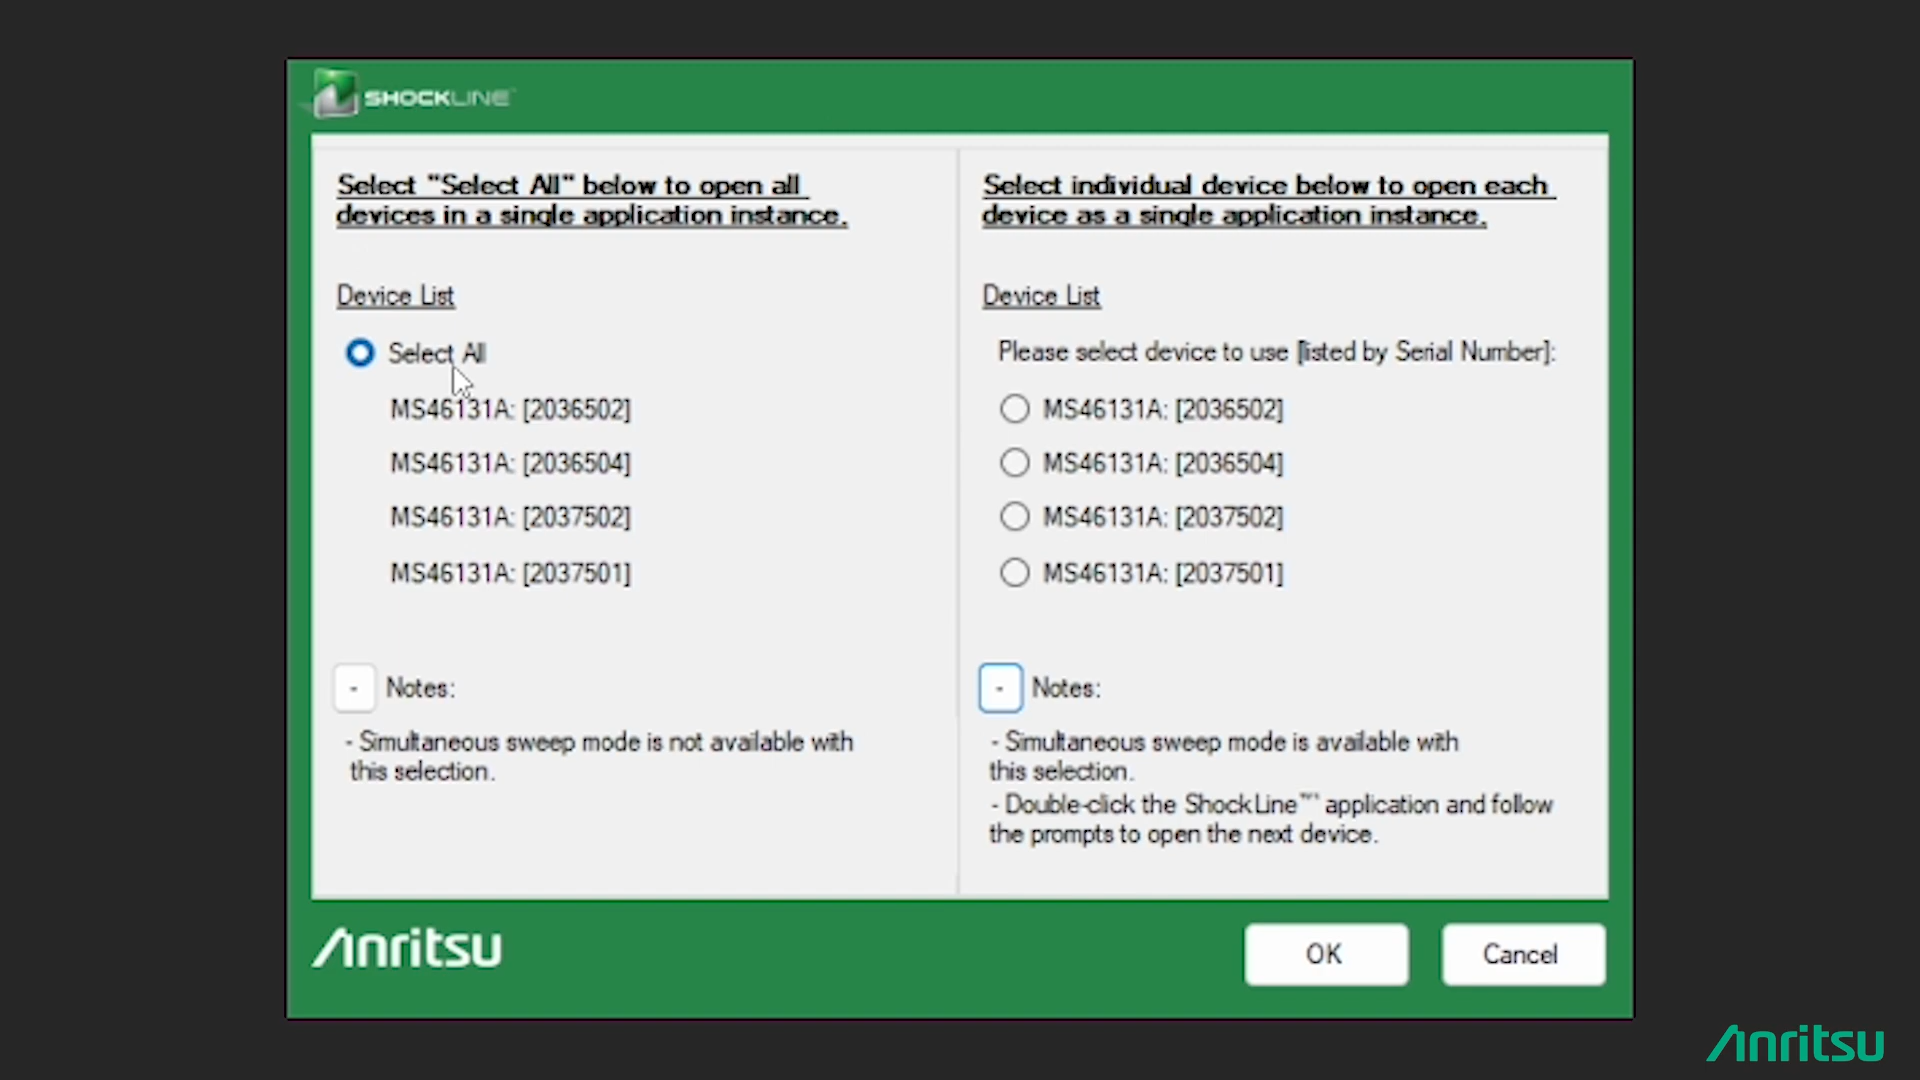 SHOCKLINE™
Select "Select All" below to open all
devices in a single application instance.
Device List
Select All
MS46131A: [2036502]
MS46131A: [2036504]
MS46131A: [2037502]
MS46131A: [2037501]
- Notes:
- Simultaneous sweep mode is not available with
this selection.
Select individual device below to open each
device as a single application instance.
Device List
Please select device to use [listed by Serial Number]:
MS46131A: [2036502]
MS46131A: [2036504]
MS46131A: [2037502]
MS46131A: [2037501]
- Notes:
- Simultaneous sweep mode is available with
this selection.
- Double-click the ShockLine™ application and follow
the prompts to open the next device.
Anritsu
OK
Cancel
Anritsu